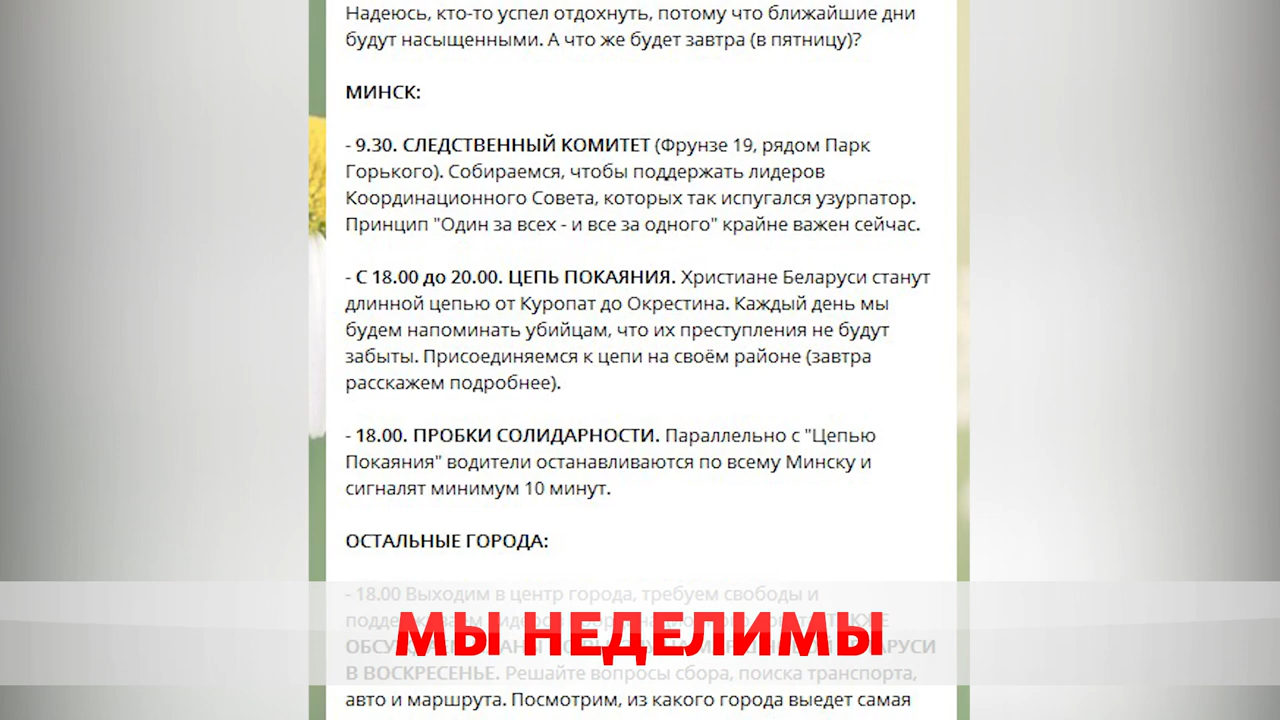 Надеюсь, кто-то успел отдохнуть, потому что ближайшие дни
будут насыщенными. А что же будет завтра (в пятницу)?
МИНСК:
- 9.30. СЛЕДСТВЕННЫЙ КОМИТЕТ (Фрунзе 19, рядом Парк
Горького). Собираемся, чтобы поддержать лидеров
Координационного Совета, которых так испугался узурпатор.
Принцип "Один за всех - и все за одного" крайне важен сейчас.
- С 18.00 до 20.00. ЦЕПЬ ПОКАЯНИЯ. Христиане Беларуси станут
длинной цепью от Куропат до Окрестина. Каждый день мы
будем напоминать убийцам, что их преступления не будут
забыты. Присоединяемся к цепи на своём районе (завтра
расскажем подробнее).
- 18.00. ПРОБКИ СОЛИДАРНОСТИ. Параллельно с "Цепью
Покаяния" водители останавливаются по всему Минску и
сигналят минимум 10 минут.
ОСТАЛЬНЫЕ ГОРОДА:
- 18.00 Выходим в центр города, требуем свободы и
МЫ НЕДЕЛИМЫ
В ВОСКРЕСЕНЬЕ. Решайте вопросы сбора, поиска транспорта,
авто и маршрута. Посмотрим, из какого города выедет самая